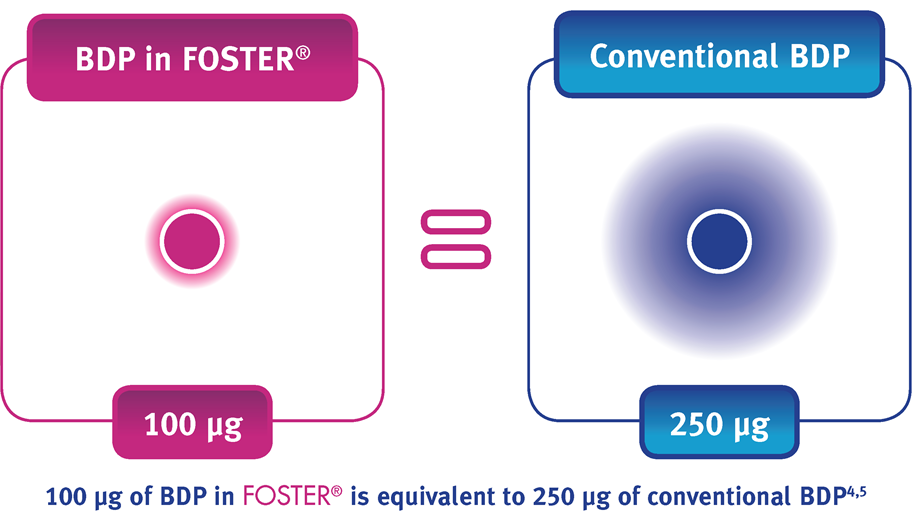 BDP in FOSTER®
Conventional BDP
100 µg
250 µg
100 µg of BDP in FOSTER® is equivalent to 250 µg of conventional BDP⁴,⁵